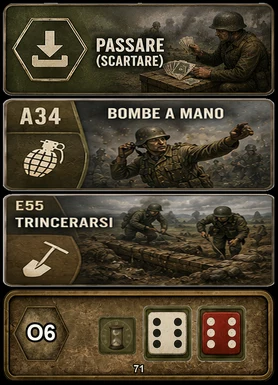 PASSARE
(SCARTARE)
A34
BOMBE A MANO
E55
TRINCERARSI
O6
71